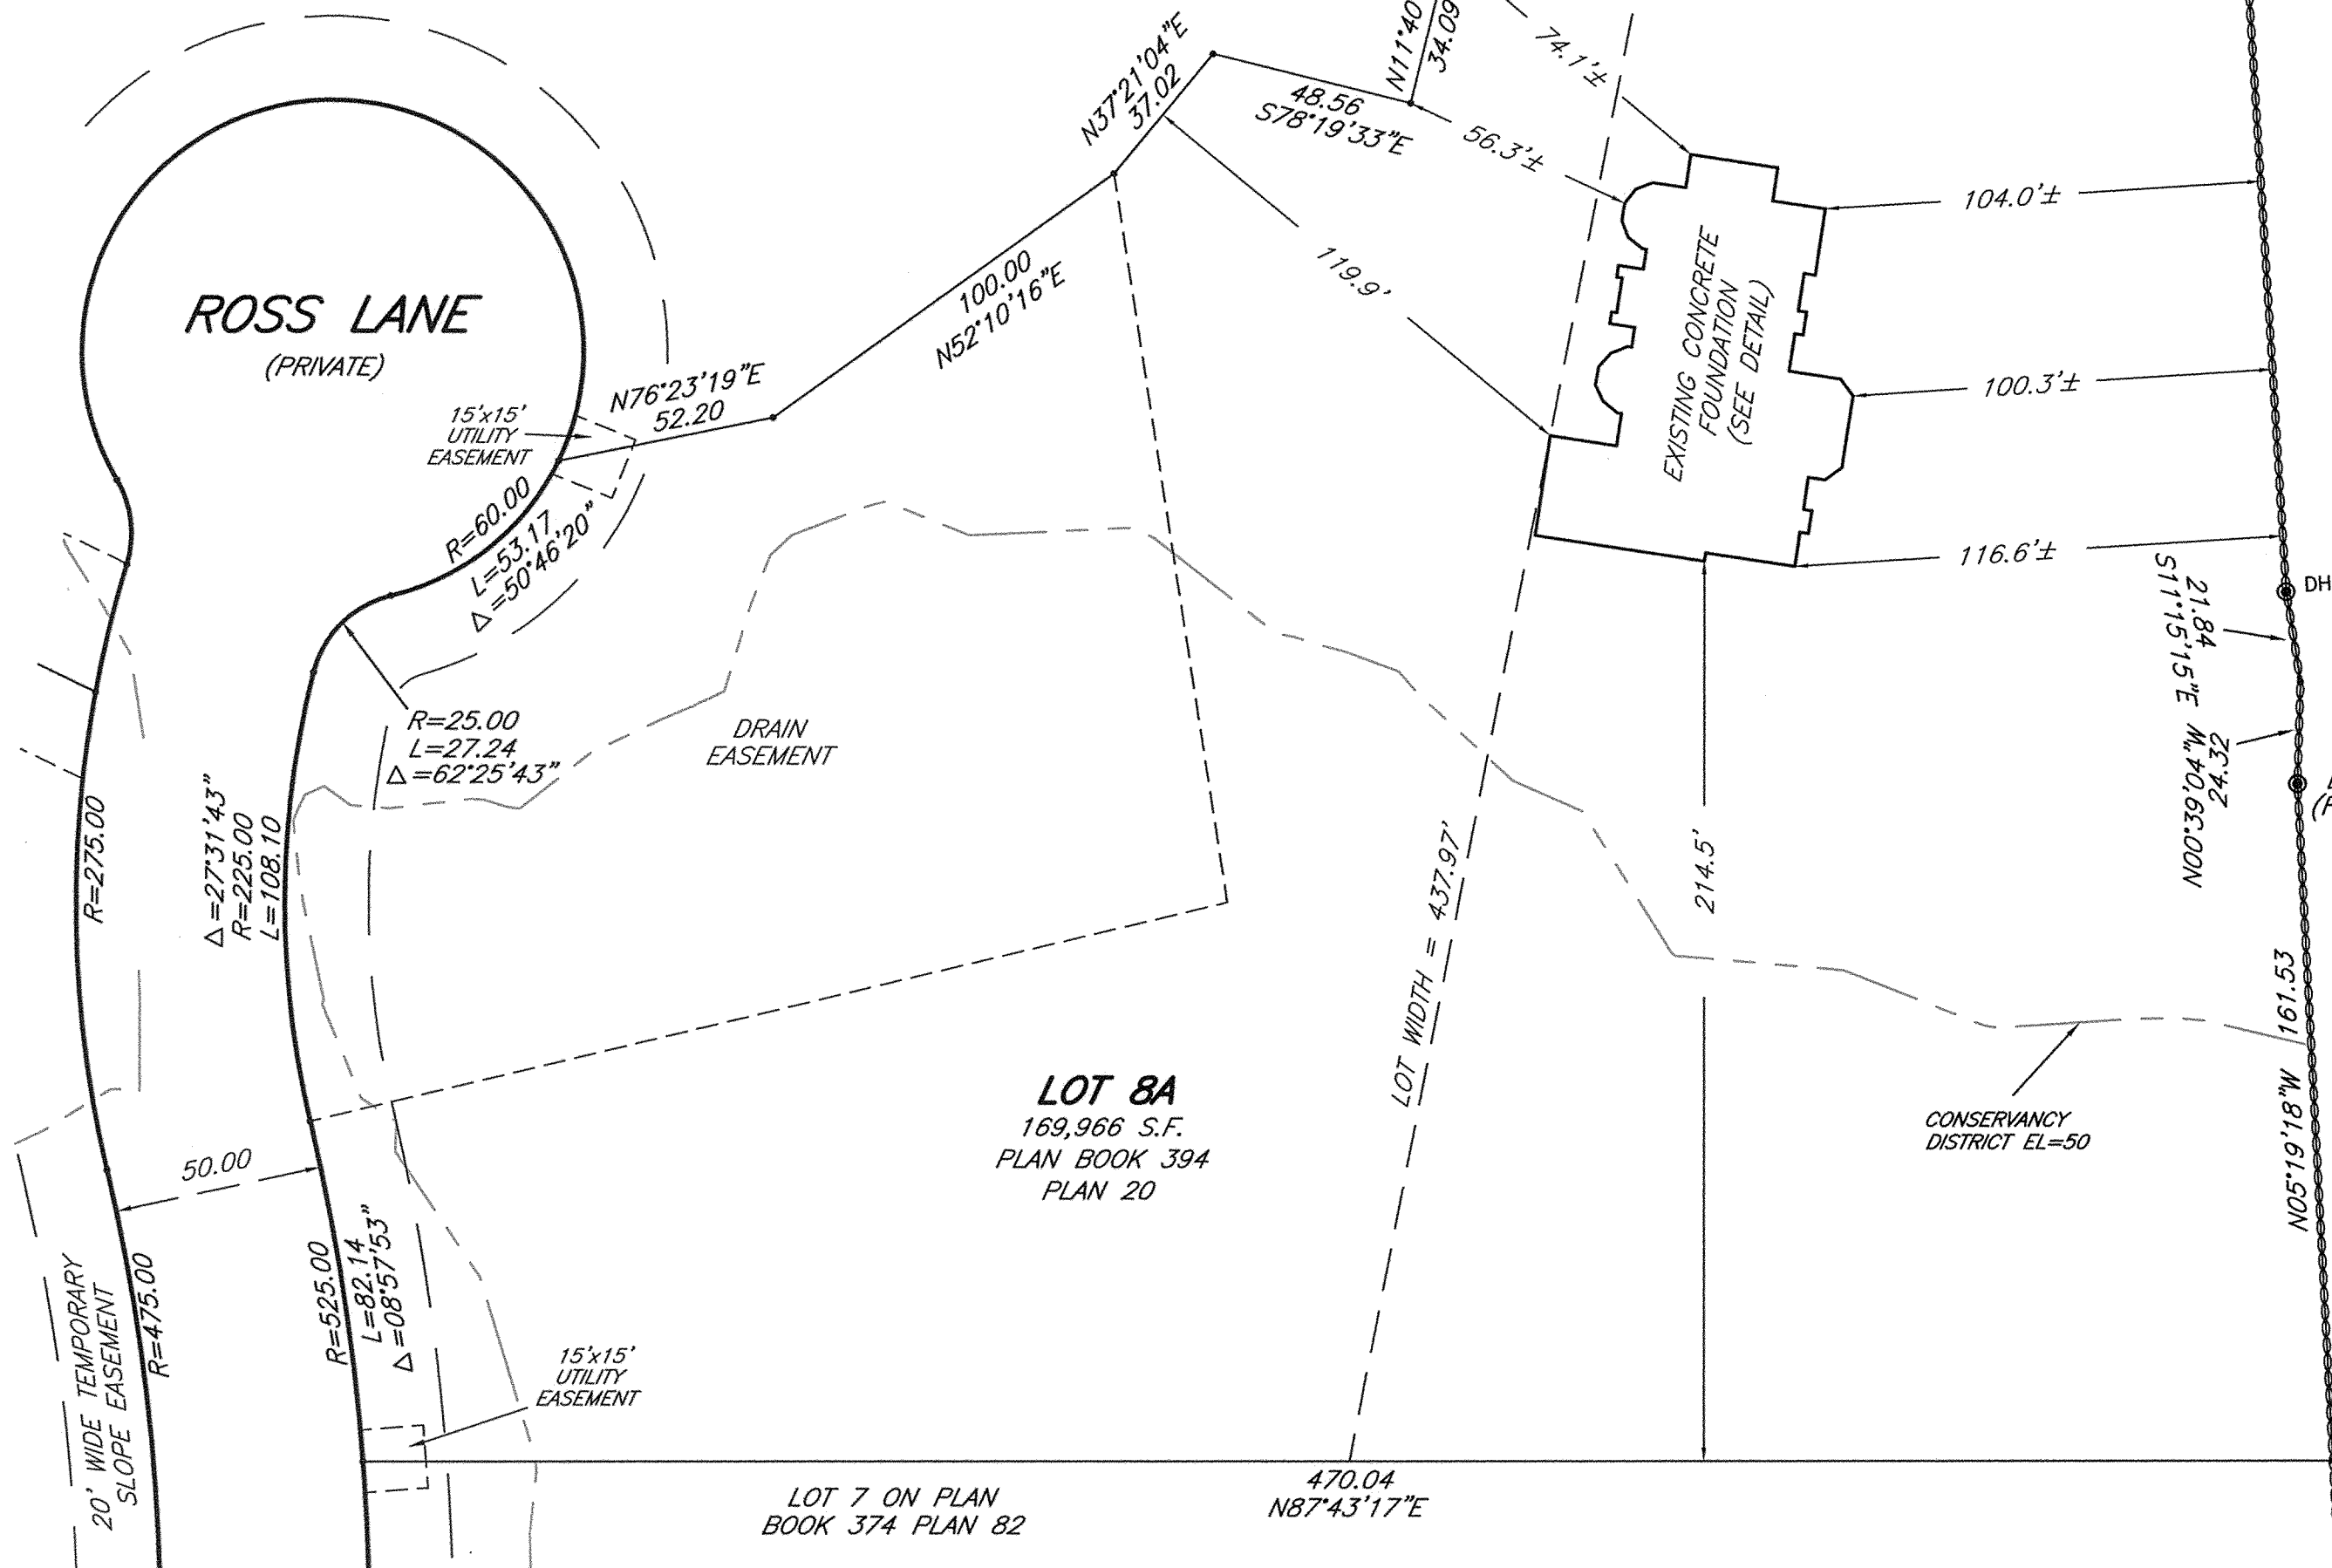 N37°21'04"E
37.02
48.56
S78°19'33"E
N11°40
34.09
74.1'±
56.3'±
104.0'±
ROSS LANE
(PRIVATE)
100.00
N52°10'16"E
119.9'
EXISTING CONCRETE
FOUNDATION
(SEE DETAIL)
100.3'±
N76°23'19"E
52.20
15'x15'
UTILITY
EASEMENT
R=60.00
L=53.17
Δ=50°46'20"
116.6'±
DH
21.84
S11°15'15"E
N00°39'04"W
24.32
R=25.00
L=27.24
Δ=62°25'43"
DRAIN
EASEMENT
R=275.00
Δ=27°31'43"
R=225.00
L=108.10
LOT WIDTH = 437.97'
214.5'
N05°19'18"W 161.53
LOT 8A
169,966 S.F.
PLAN BOOK 394
PLAN 20
CONSERVANCY
DISTRICT EL=50
50.00
20' WIDE TEMPORARY
SLOPE EASEMENT
R=475.00
R=525.00
L=82.14
Δ=08°57'53"
15'x15'
UTILITY
EASEMENT
470.04
N87°43'17"E
LOT 7 ON PLAN
BOOK 374 PLAN 82